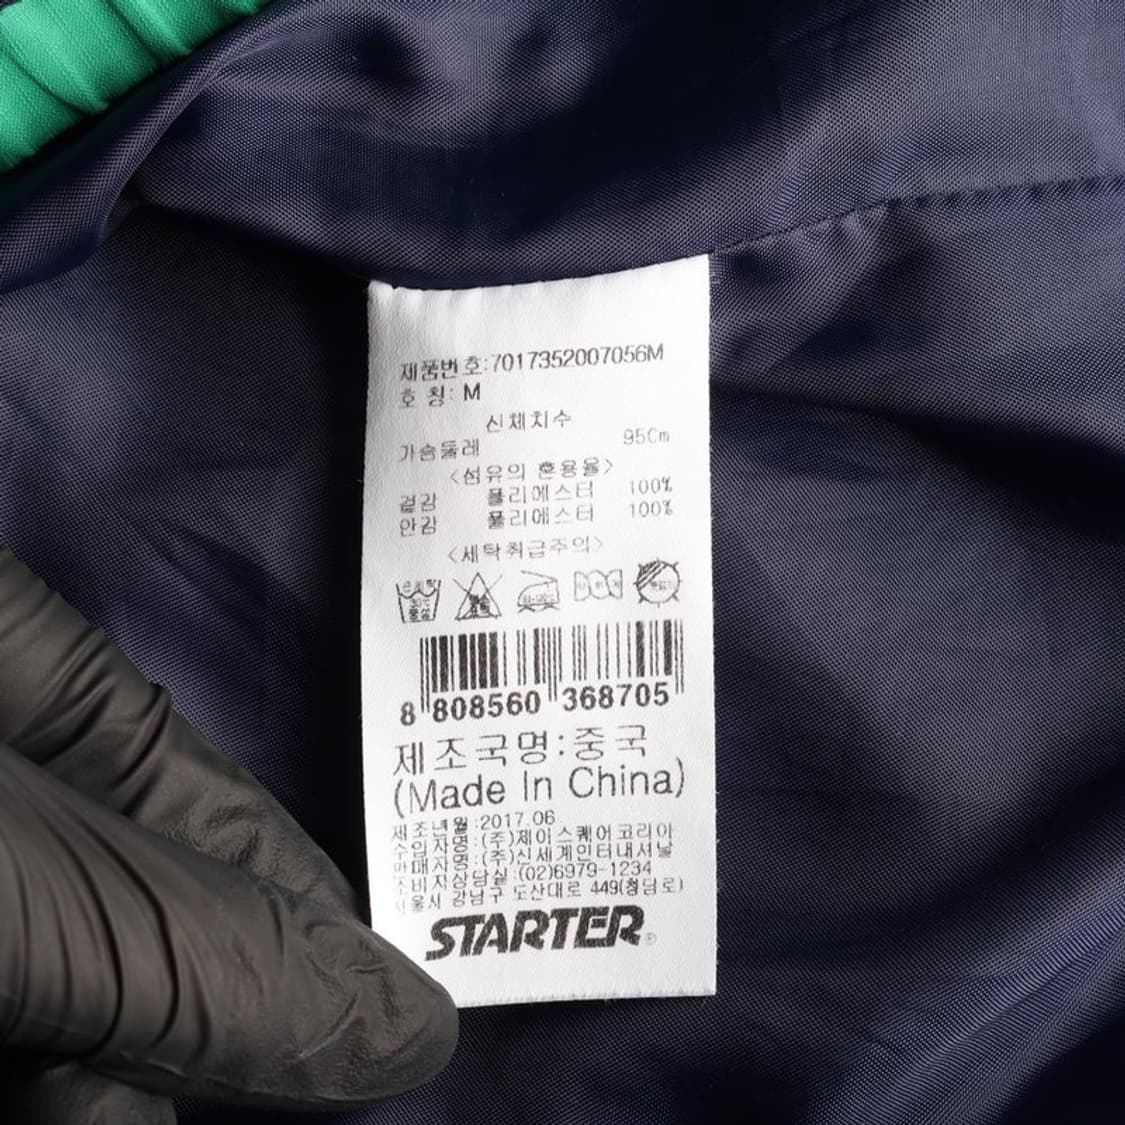 제품번호:7017352007056M
호 칭: M
신체치수
가슴둘레 95Cm
<섬유의 혼용율>
겉감 폴리에스터 100%
안감 폴리에스터 100%
<세탁취급주의>
30℃
8 808560 368705
제조국명:중국
(Made In China)
제조년월:2017.06
수입자명:(주)제이스퀘어코리아
판매자명:(주)신세계인터내셔날
소비자상담실:(02)6979-1234
서울시 강남구 도산대로 449(청담로)
STARTER®